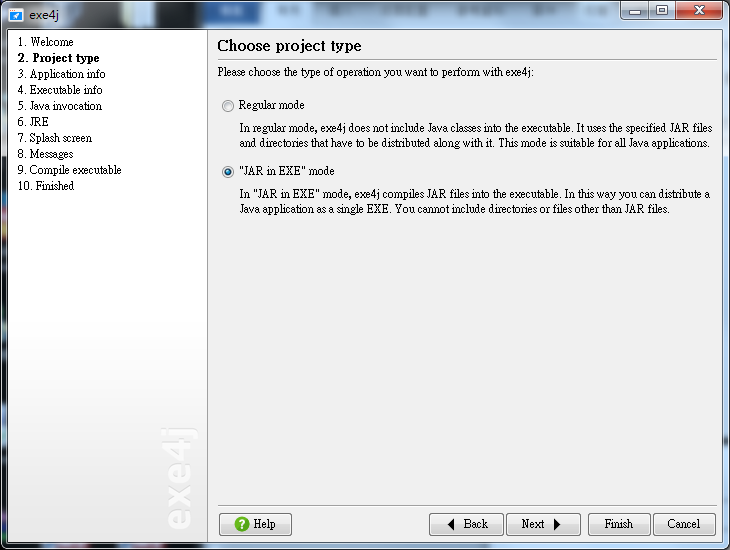 exe4j
1. Welcome
2. Project type
3. Application info
4. Executable info
5. Java invocation
6. JRE
7. Splash screen
8. Messages
9. Compile executable
10. Finished
exe4j
Choose project type
Please choose the type of operation you want to perform with exe4j:
Regular mode
In regular mode, exe4j does not include Java classes into the executable. It uses the specified JAR files
and directories that have to be distributed along with it. This mode is suitable for all Java applications.
"JAR in EXE" mode
In "JAR in EXE" mode, exe4j compiles JAR files into the executable. In this way you can distribute a
Java application as a single EXE. You cannot include directories or files other than JAR files.
Help
Back
Next
Finish
Cancel